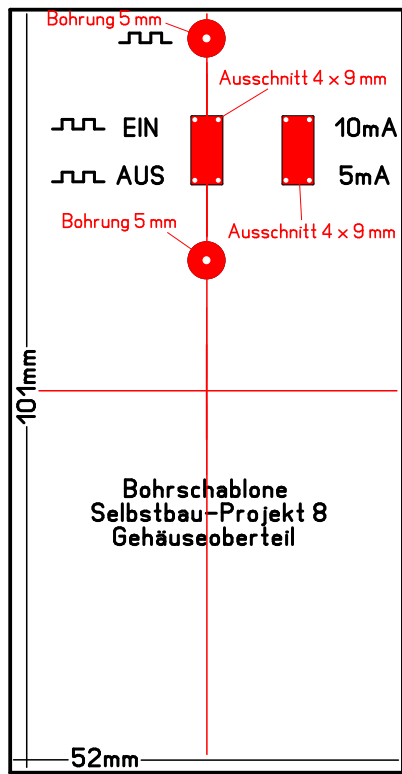 Bohrung 5 mm
Ausschnitt 4 x 9 mm
EIN
10mA
AUS
5mA
Bohrung 5 mm
Ausschnitt 4 x 9 mm
101mm
Bohrschablone
Selbstbau-Projekt 8
Gehäuseoberteil
52mm